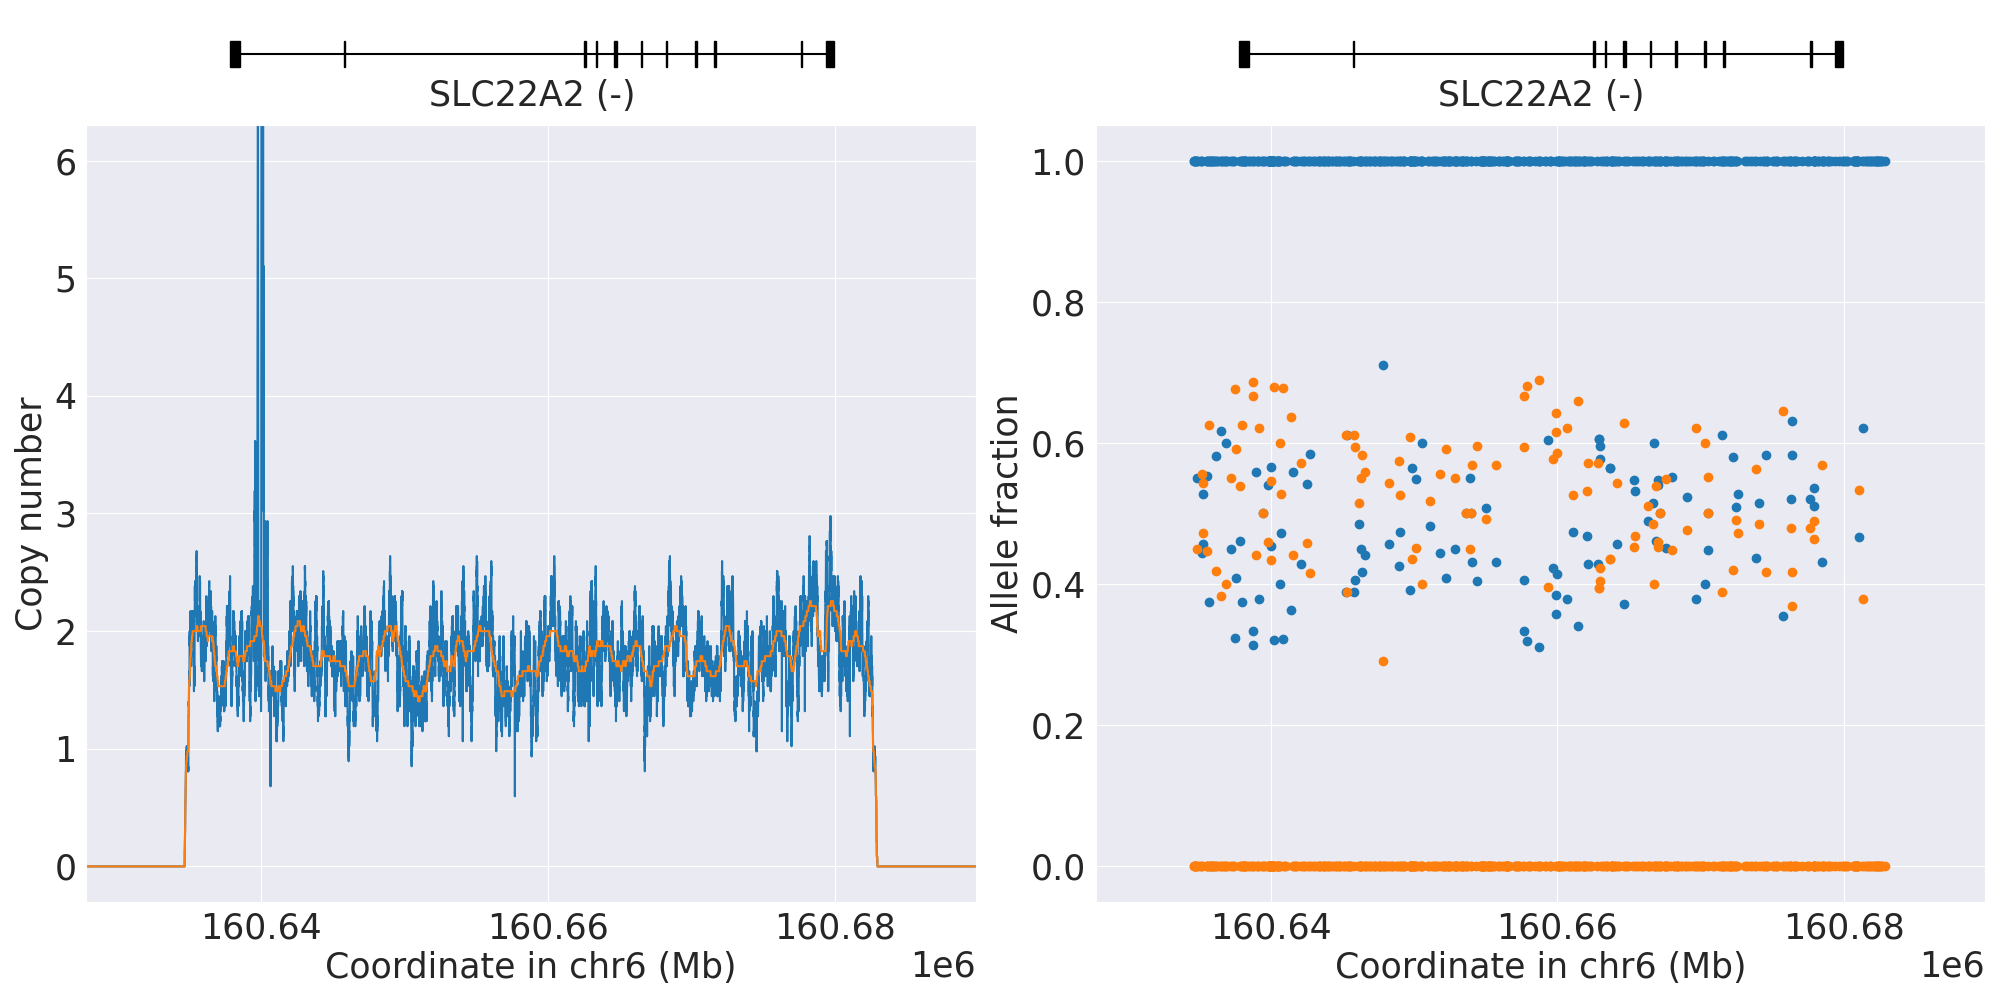 SLC22A2 (-)
6
5
4
3
2
1
0
Copy number
160.64
160.66
160.68
Coordinate in chr6 (Mb)
1e6
SLC22A2 (-)
1.0
0.8
0.6
0.4
0.2
0.0
Allele fraction
160.64
160.66
160.68
Coordinate in chr6 (Mb)
1e6